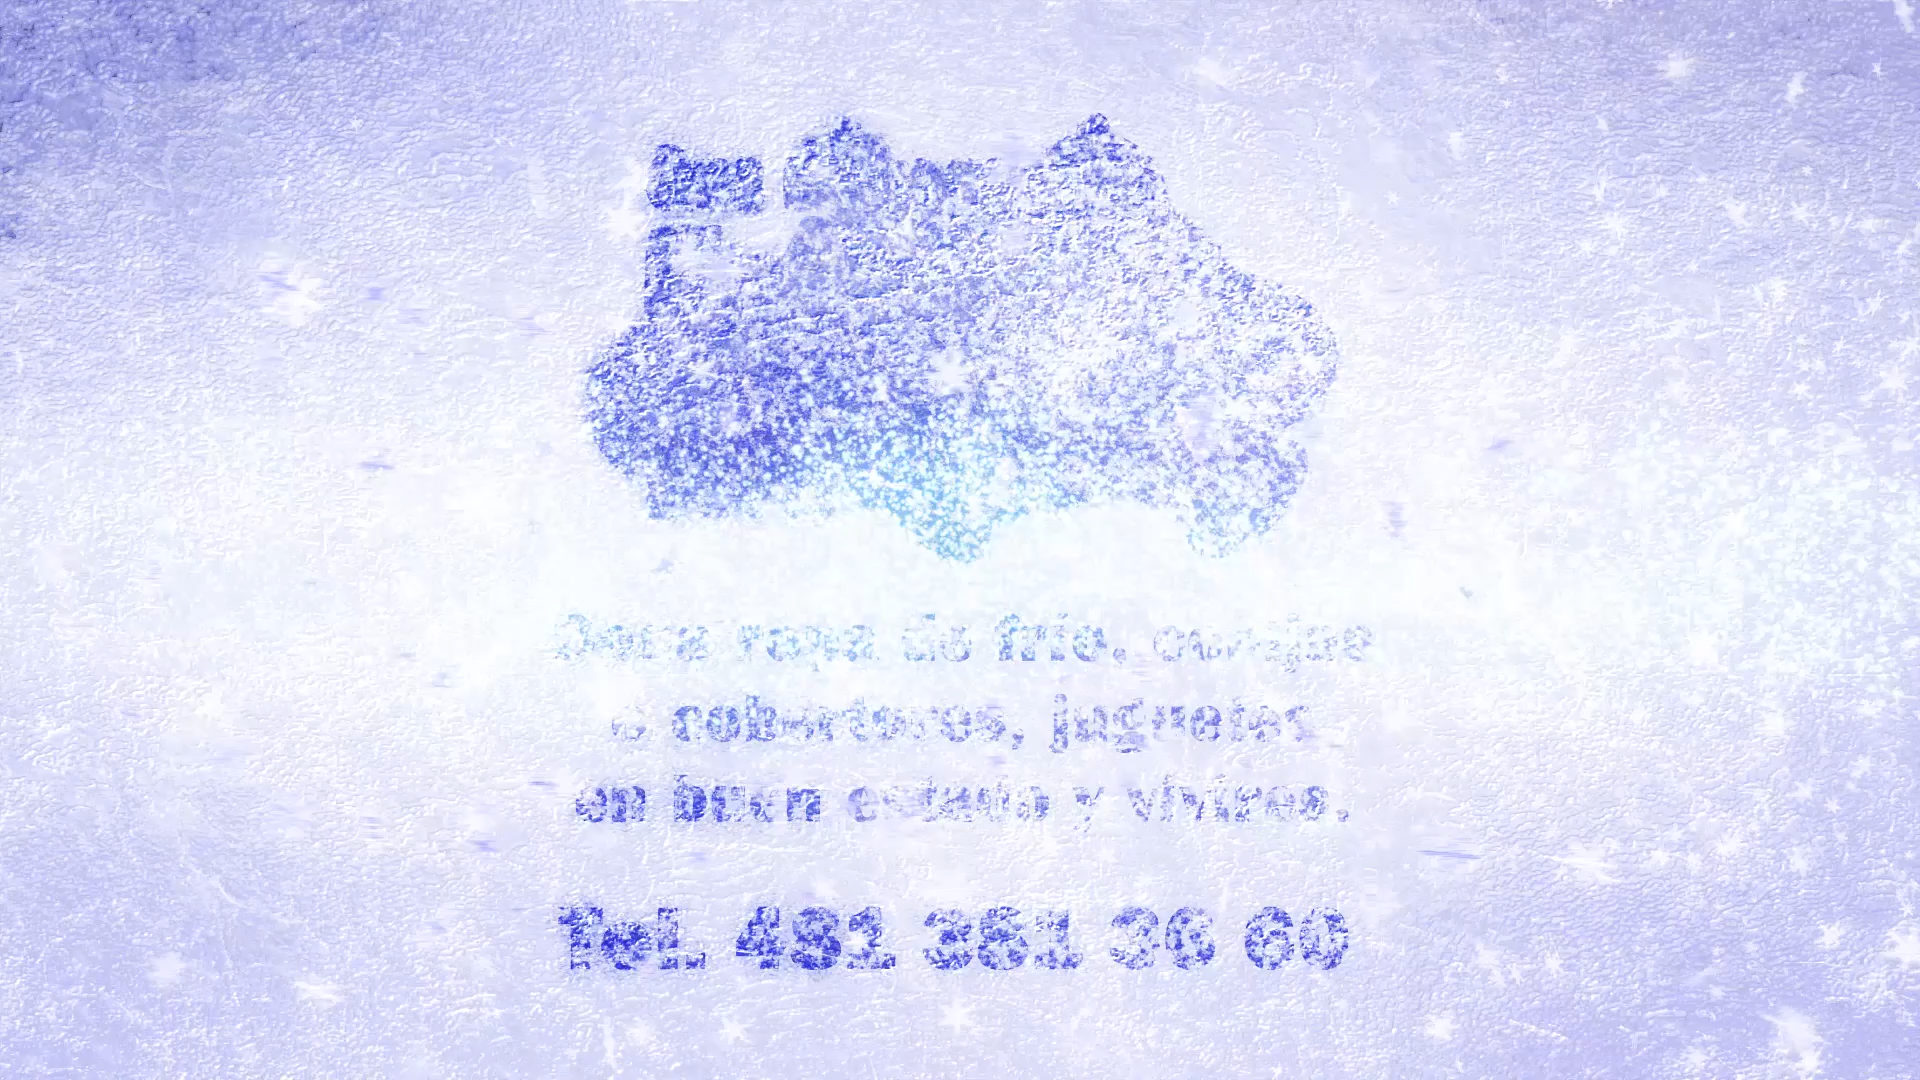 Dona ropa de frío, cobijas
o cobertores, juguetes
en buen estado y víveres.
Tel. 481 381 36 60